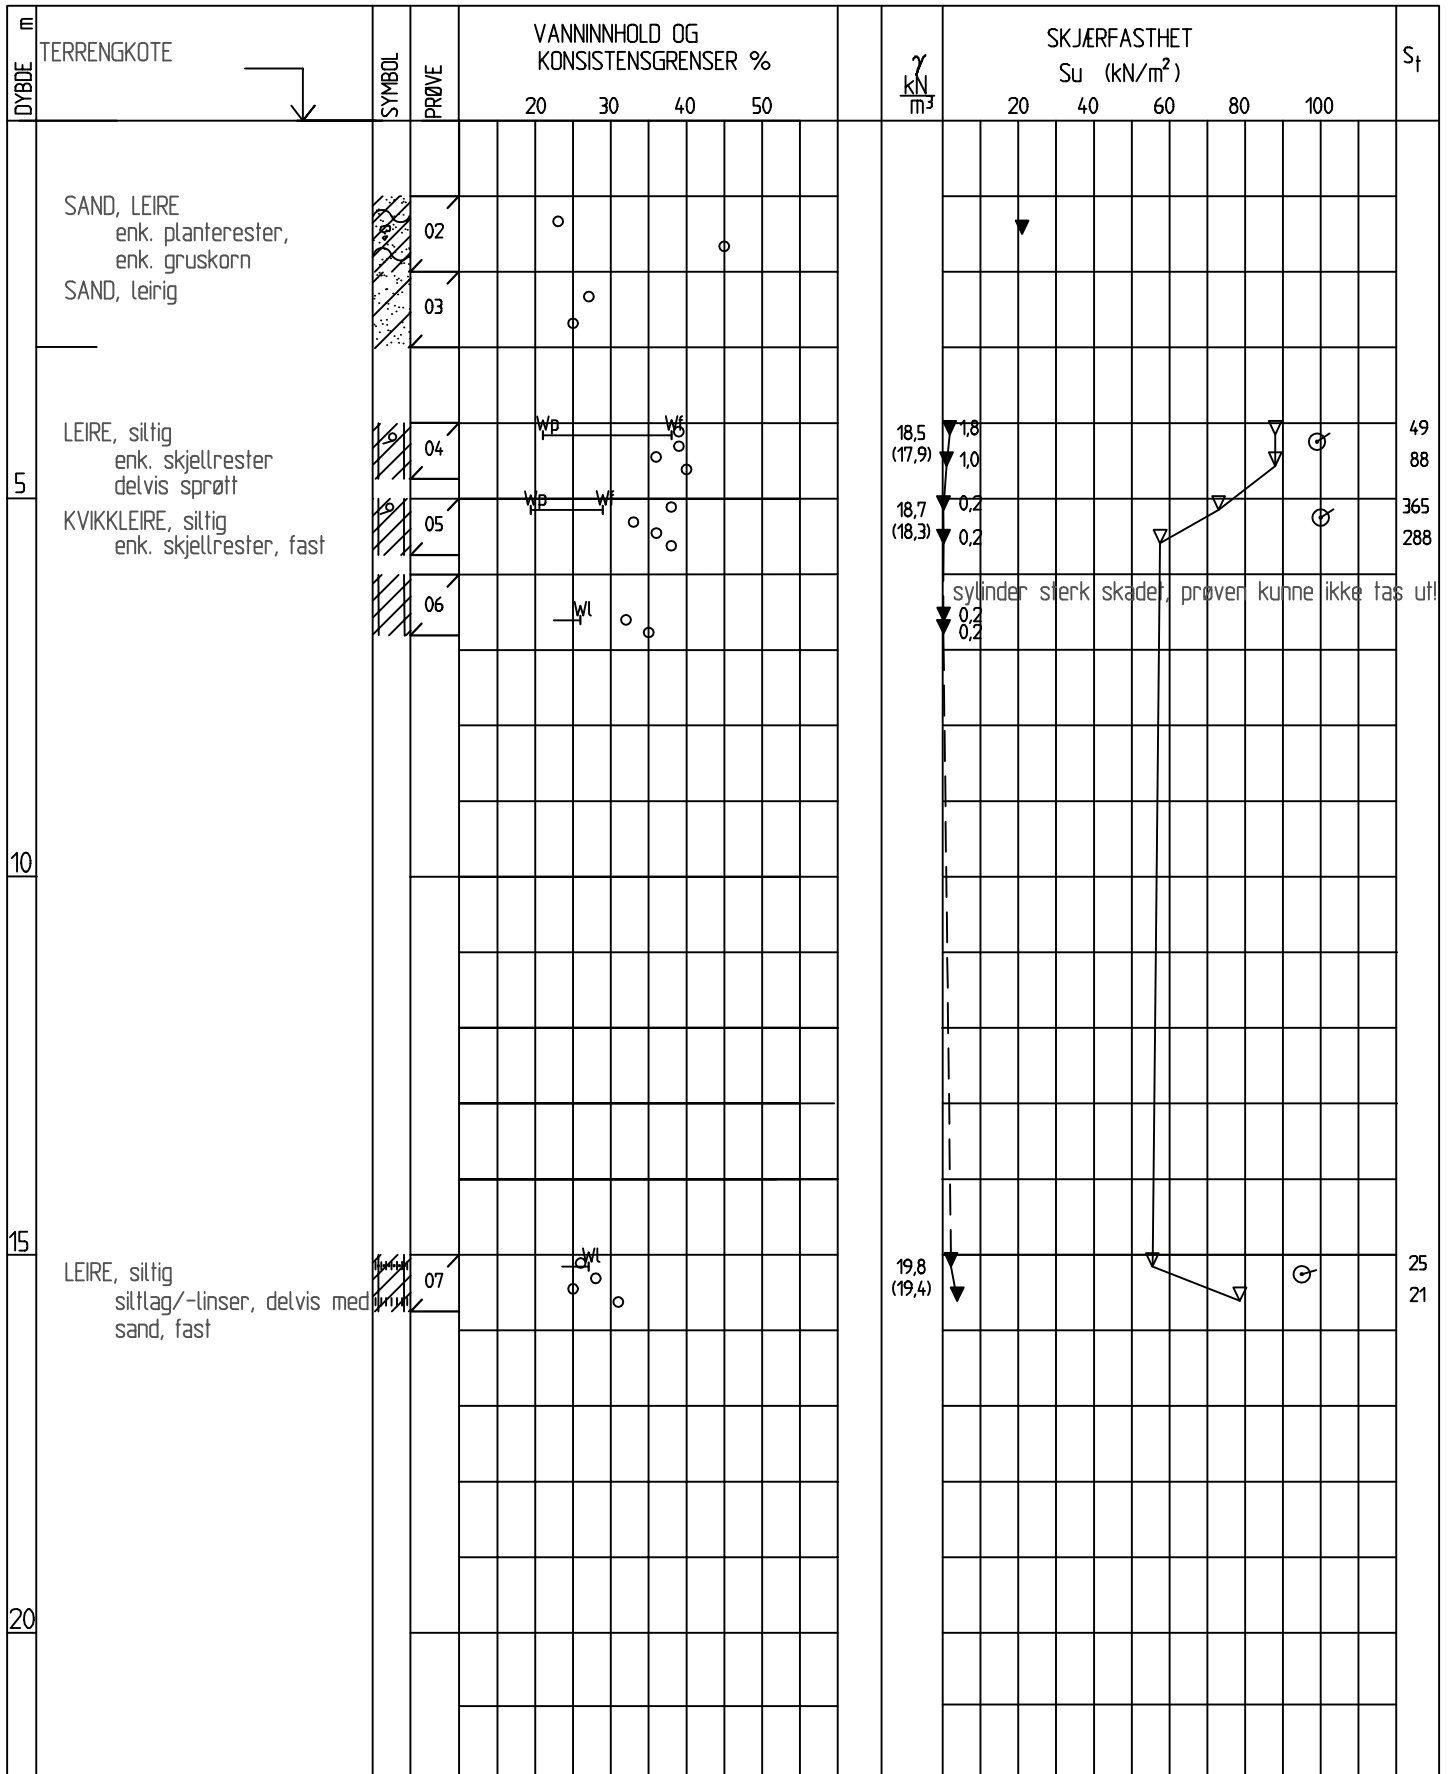 DYBDE m
TERRENGKOTE
SYMBOL
PRØVE
VANNINNHOLD OG
KONSISTENSGRENSER %
20 30 40 50
γ
kN
m³
SKJÆRFASTHET
Su (kN/m²)
20 40 60 80 100
St
SAND, LEIRE
enk. planterester,
enk. gruskorn
02
SAND, leirig
03
LEIRE, siltig
enk. skjellrester
delvis sprøtt
04
Wp Wf
18,5
(17,9)
1,8
1,0
49
88
5
KVIKKLEIRE, siltig
enk. skjellrester, fast
05
Wp Wf
18,7
(18,3)
0,2
0,2
365
288
06
Wl
sylinder sterk skadet, prøven kunne ikke tas ut!
0,2
0,2
10
15
LEIRE, siltig
siltlag/-linser, delvis med
sand, fast
07
Wl
19,8
(19,4)
25
21
20